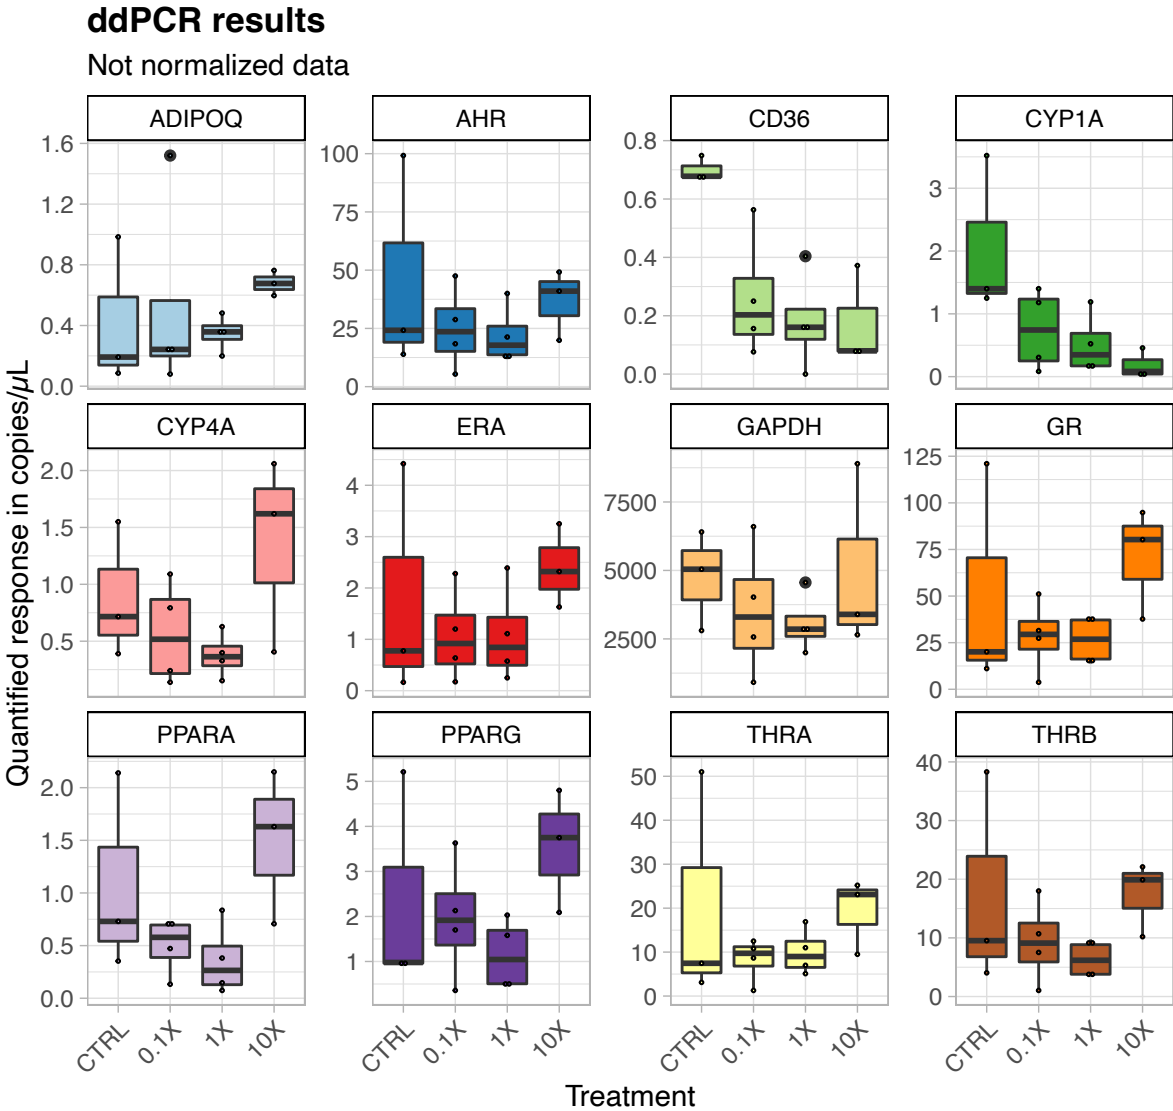 ddPCR results
Not normalized data
Quantified response in copies/μL
ADIPOQ
1.6
1.2
0.8
0.4
0.0
AHR
100
75
50
25
0
CD36
0.8
0.6
0.4
0.2
0.0
CYP1A
3
2
1
0
CYP4A
2.0
1.5
1.0
0.5
ERA
4
3
2
1
0
GAPDH
7500
5000
2500
GR
125
100
75
50
25
0
PPARA
2.0
1.5
1.0
0.5
0.0
PPARG
5
4
3
2
1
THRA
50
40
30
20
10
0
THRB
40
30
20
10
0
CTRL 0.1X 1X 10X
CTRL 0.1X 1X 10X
CTRL 0.1X 1X 10X
CTRL 0.1X 1X 10X
Treatment